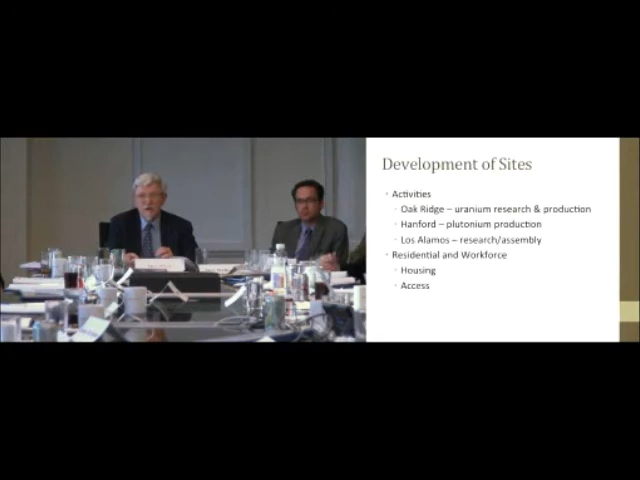 Development of Sites
Activities
Oak Ridge – uranium research & production
Hanford – plutonium production
Los Alamos – research/assembly
Residential and Workforce
Housing
Access